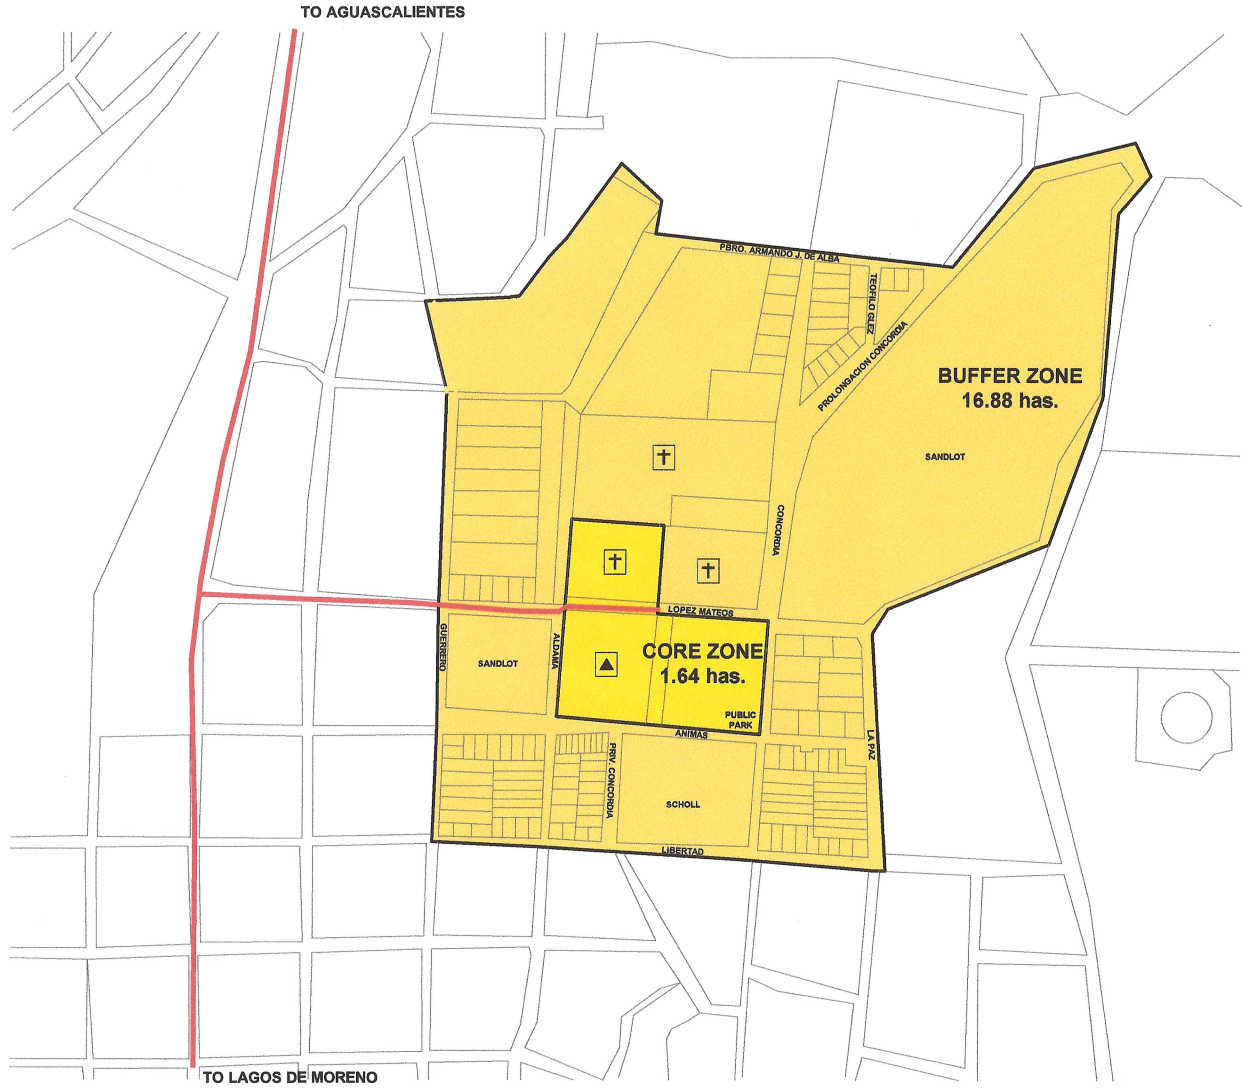 TO AGUASCALIENTES
PBRO. ARMANDO J. DE ALBA
TEOFILO GLEZ
PROLONGACION CONCORDIA
BUFFER ZONE
16.88 has.
SANDLOT
CONCORDIA
LOPEZ MATEOS
GUERRERO
ALDAMA
SANDLOT
CORE ZONE
1.64 has.
PUBLIC
PARK
ANIMAS
LA PAZ
PRIV. CONCORDIA
SCHOLL
LIBERTAD
TO LAGOS DE MORENO